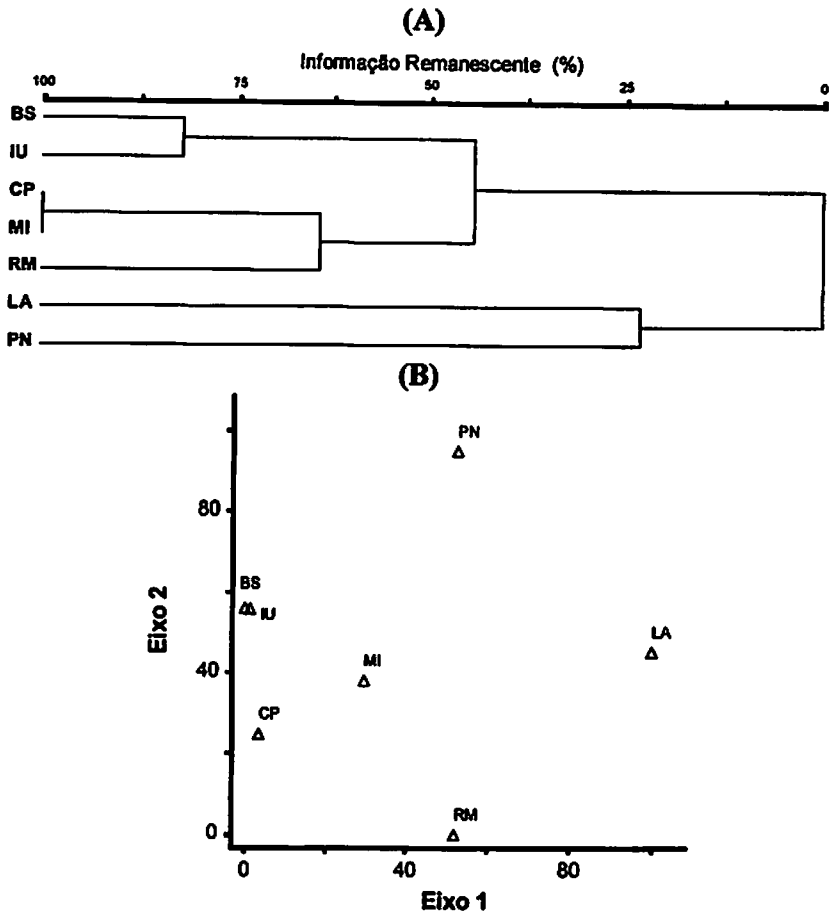 (A)
Informação Remanescente (%)
100 75 50 25 0
BS
IU
CP
MI
RM
LA
PN
(B)
PN
80
BS
IU
LA
MI
40
CP
RM
0
0 40 80
Eixo 2
Eixo 1